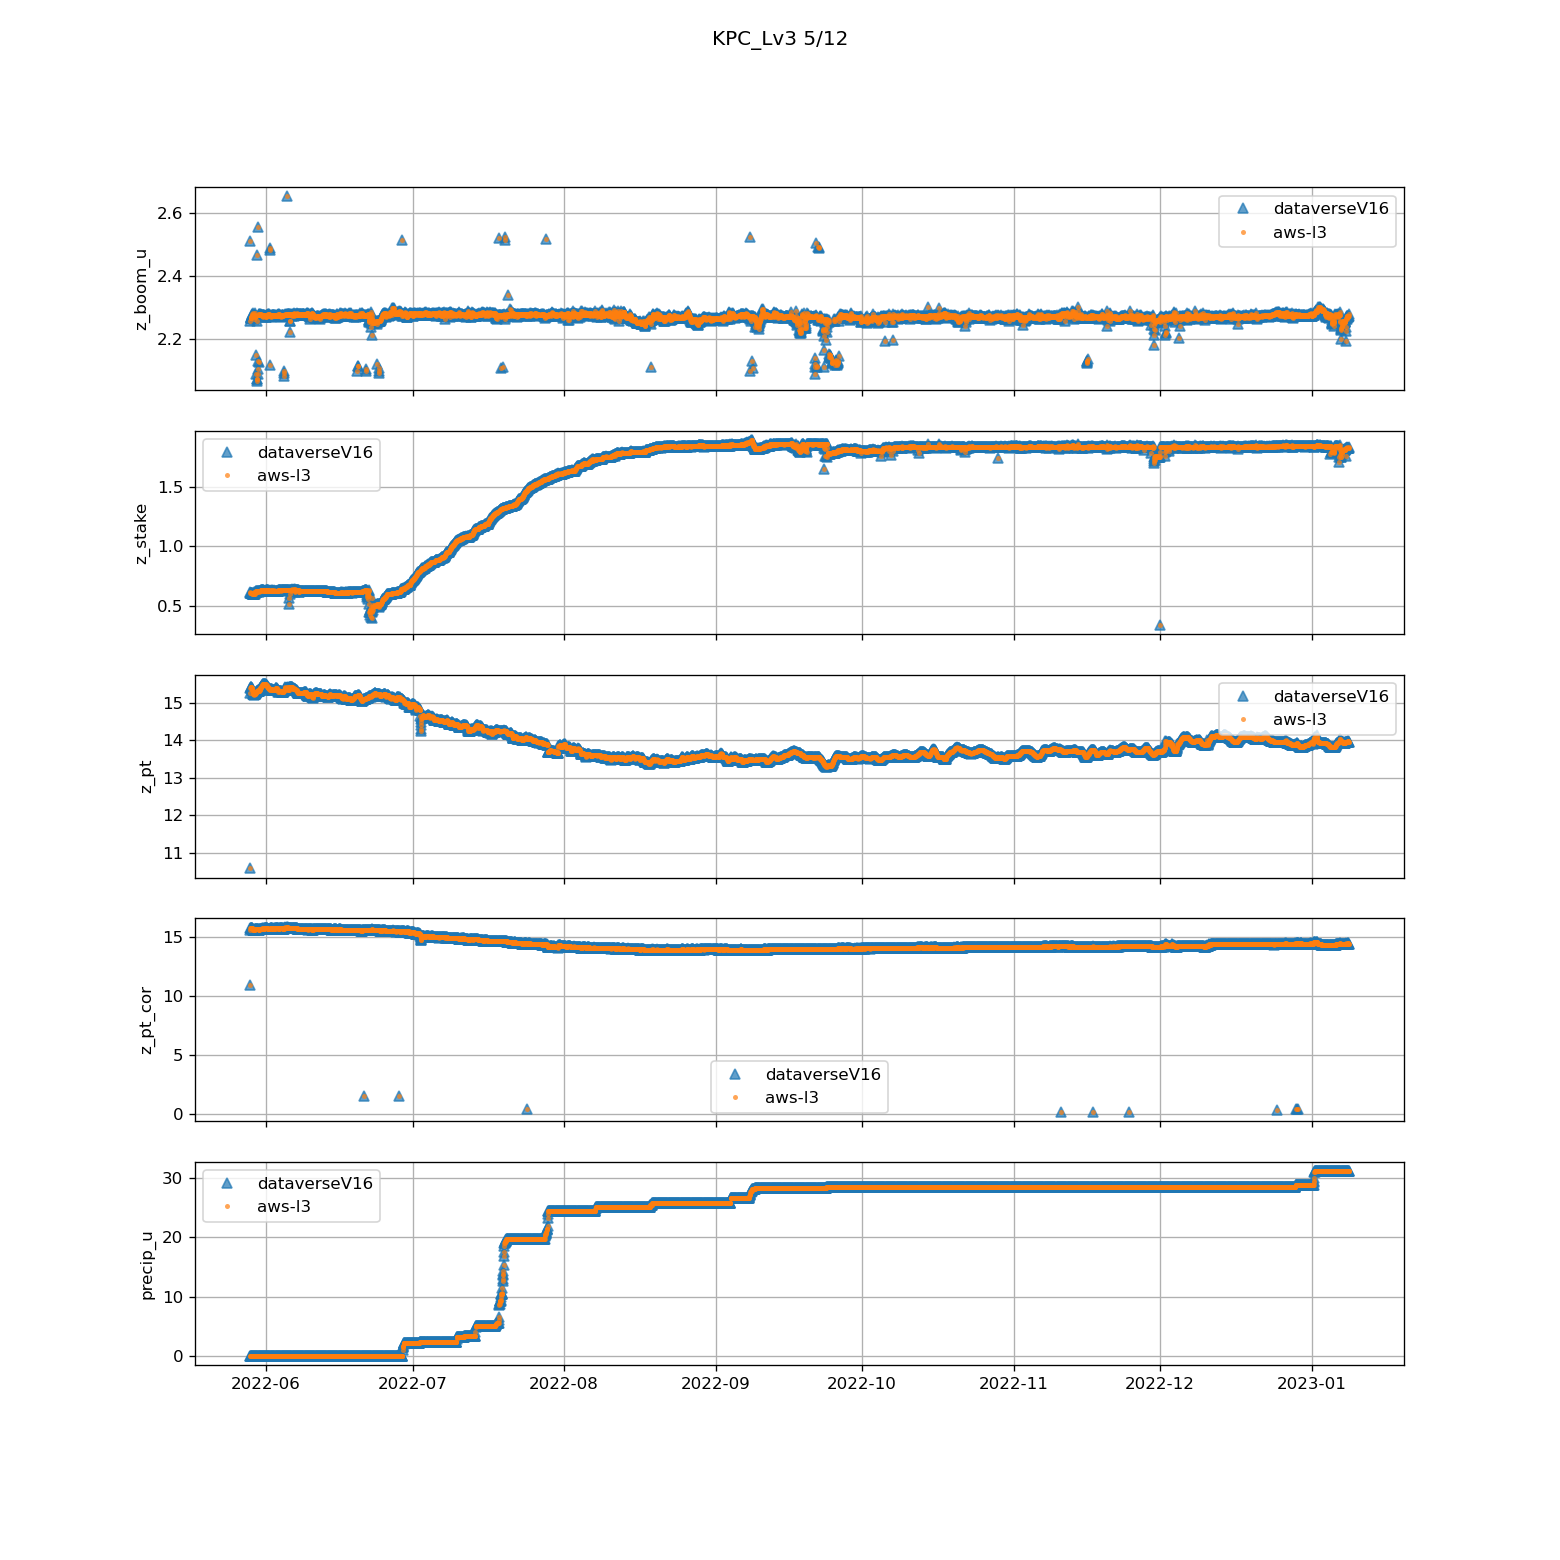 KPC_Lv3 5/12
z_boom_u
2.6
2.4
2.2
dataverseV16
aws-l3
z_stake
1.5
1.0
0.5
dataverseV16
aws-l3
z_pt
15
14
13
12
11
dataverseV16
aws-l3
z_pt_cor
15
10
5
0
dataverseV16
aws-l3
precip_u
30
20
10
0
dataverseV16
aws-l3
2022-06 2022-07 2022-08 2022-09 2022-10 2022-11 2022-12 2023-01